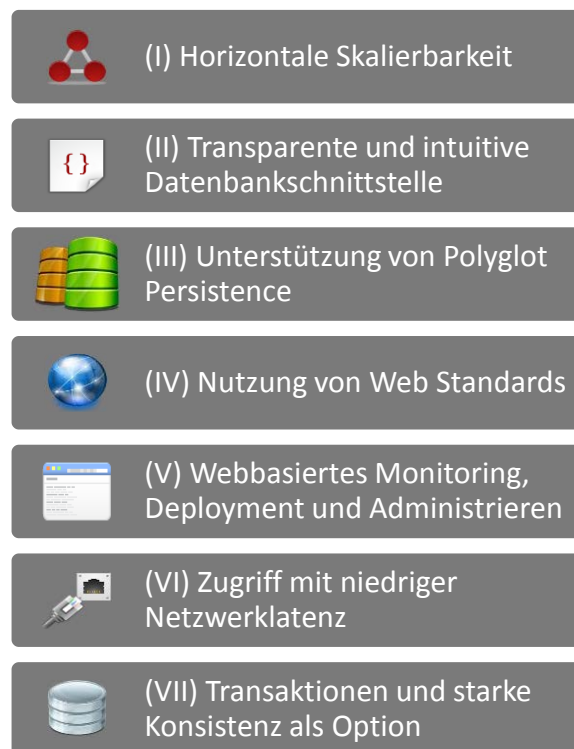 (I) Horizontale Skalierbarkeit
{ }
(II) Transparente und intuitive
Datenbankschnittstelle
(III) Unterstützung von Polyglot
Persistence
(IV) Nutzung von Web Standards
(V) Webbasiertes Monitoring,
Deployment und Administrieren
(VI) Zugriff mit niedriger
Netzwerklatenz
(VII) Transaktionen und starke
Konsistenz als Option